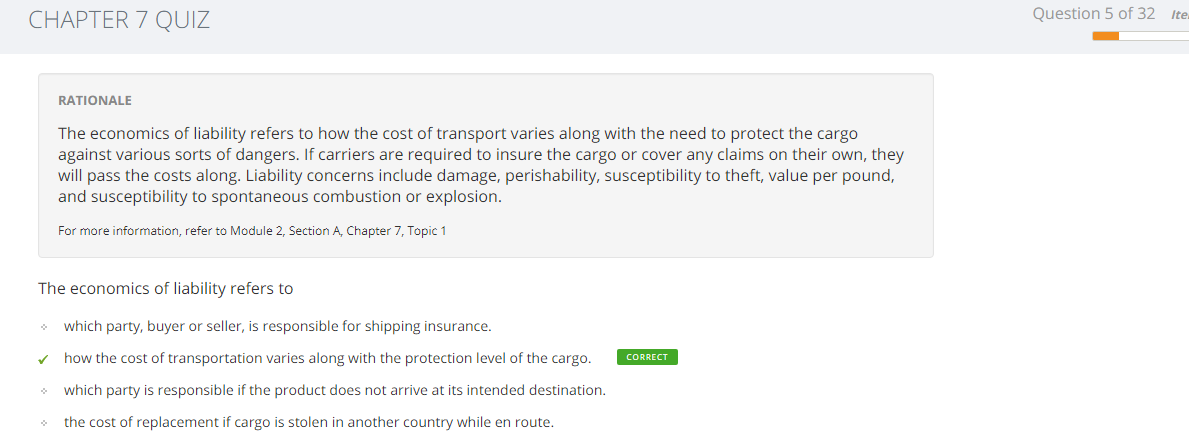 CHAPTER 7 QUIZ
Question 5 of 32
RATIONALE
The economics of liability refers to how the cost of transport varies along with the need to protect the cargo
against various sorts of dangers. If carriers are required to insure the cargo or cover any claims on their own, they
will pass the costs along. Liability concerns include damage, perishability, susceptibility to theft, value per pound,
and susceptibility to spontaneous combustion or explosion.
For more information, refer to Module 2, Section A, Chapter 7, Topic 1
The economics of liability refers to
which party, buyer or seller, is responsible for shipping insurance.
how the cost of transportation varies along with the protection level of the cargo. CORRECT
which party is responsible if the product does not arrive at its intended destination.
the cost of replacement if cargo is stolen in another country while en route.